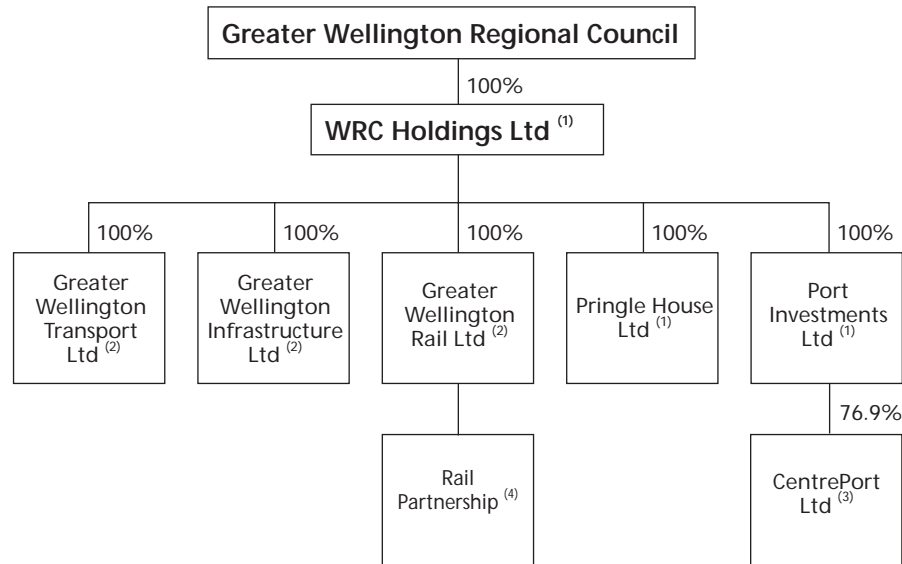 Greater Wellington Regional Council
100%
WRC Holdings Ltd (1)
100%
100%
100%
100%
100%
Greater
Wellington
Transport
Ltd (2)
Greater
Wellington
Infrastructure
Ltd (2)
Greater
Wellington
Rail Ltd (2)
Pringle House
Ltd (1)
Port
Investments
Ltd (1)
76.9%
Rail
Partnership (4)
CentrePort
Ltd (3)